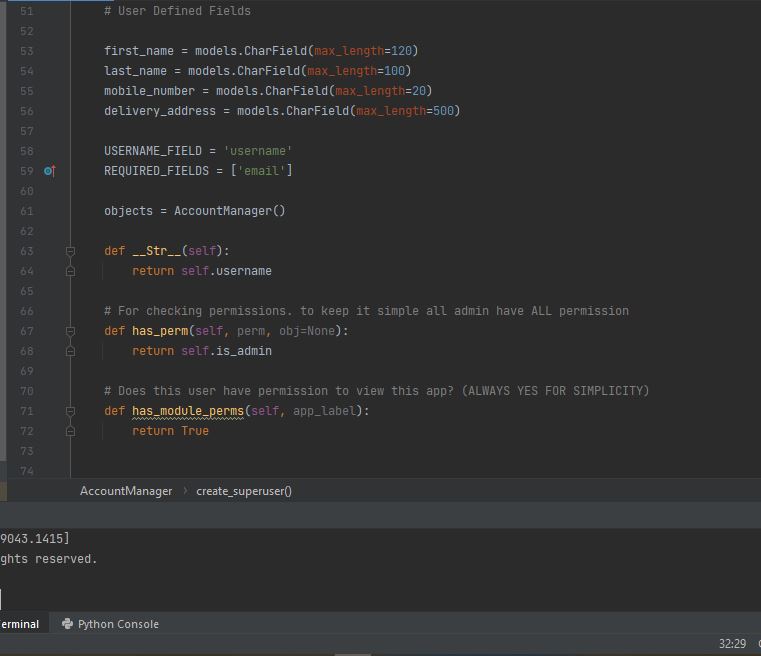 51 # User Defined Fields
52
53 first_name = models.CharField(max_length=120)
54 last_name = models.CharField(max_length=100)
55 mobile_number = models.CharField(max_length=20)
56 delivery_address = models.CharField(max_length=500)
57
58 USERNAME_FIELD = 'username'
59 REQUIRED_FIELDS = ['email']
60
61 objects = AccountManager()
62
63 def __Str__(self):
64 return self.username
65
66 # For checking permissions. to keep it simple all admin have ALL permission
67 def has_perm(self, perm, obj=None):
68 return self.is_admin
69
70 # Does this user have permission to view this app? (ALWAYS YES FOR SIMPLICITY)
71 def has_module_perms(self, app_label):
72 return True
73
74
AccountManager › create_superuser()
9043.1415]
ghts reserved.
erminal Python Console
32:29